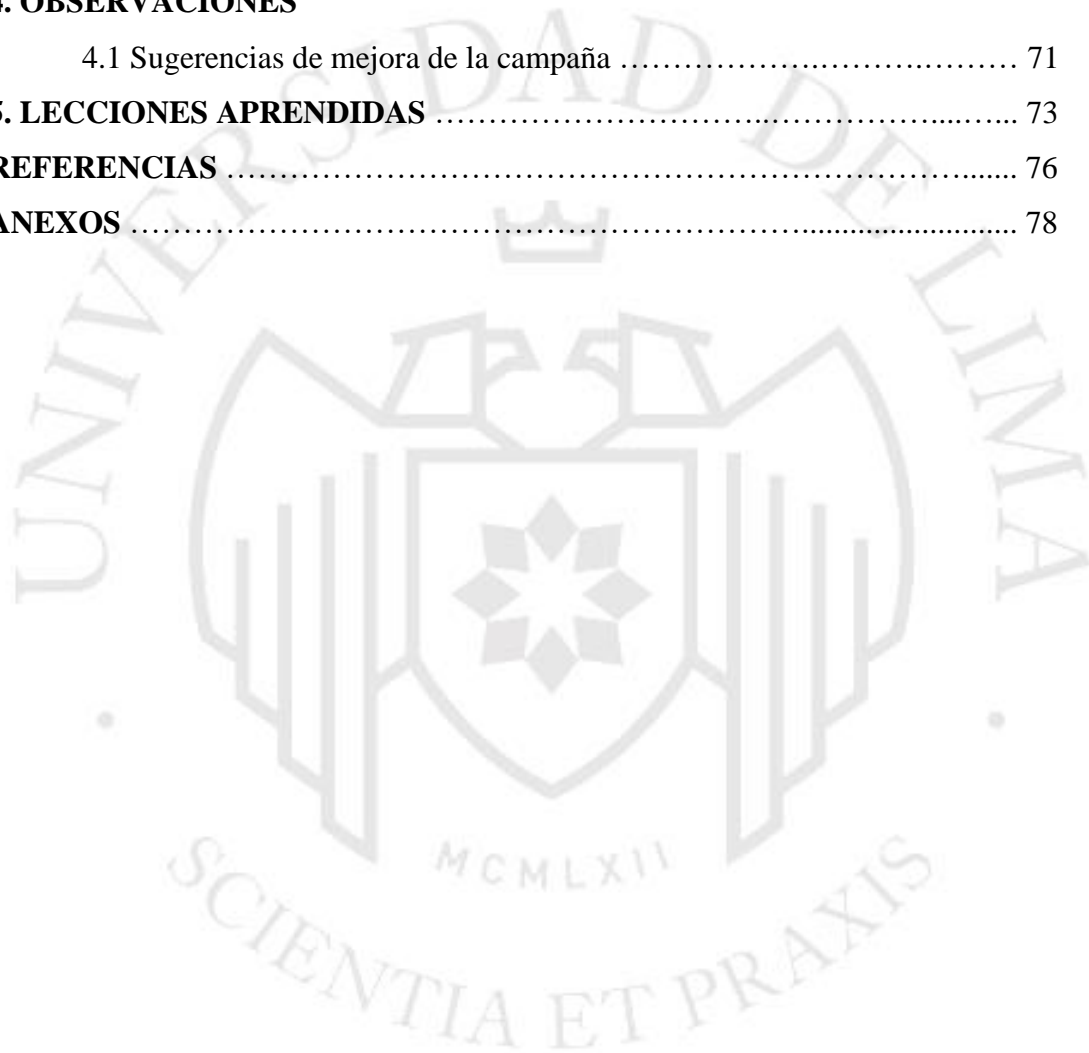 4. OBSERVACIONES
4.1 Sugerencias de mejora de la campaña ……………….……….……… 71
5. LECCIONES APRENDIDAS ………………………….……………....…... 73
REFERENCIAS ……………………………………………………………....... 76
ANEXOS ………………………………………………………......................... 78
UNIVERSIDAD DE LIMA
MCMLXII
SCIENTIA ET PRAXIS